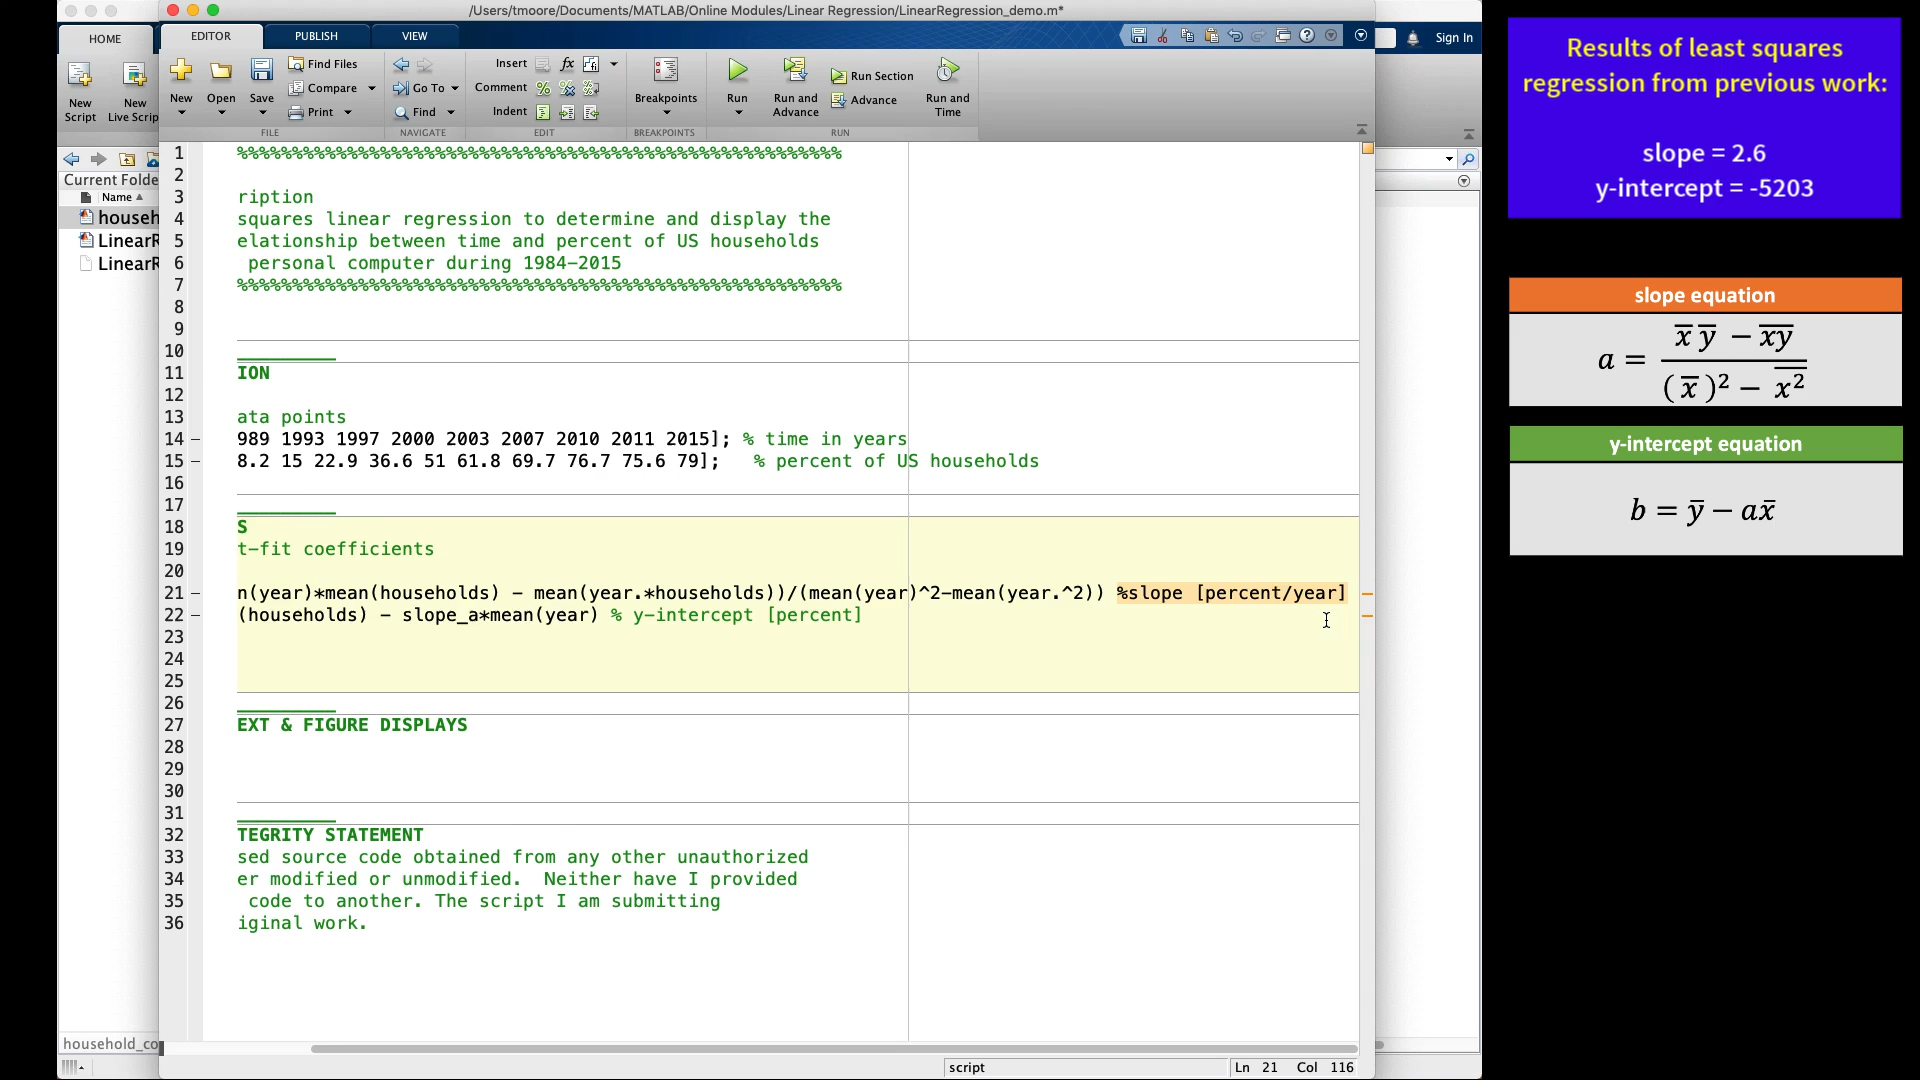 /Users/tmoore/Documents/MATLAB/Online Modules/Linear Regression/LinearRegression_demo.m*
HOME
EDITOR
PUBLISH
VIEW
Sign In
New
Script
New
Live Scrip
New
Open
Save
Find Files
Compare
Print
FILE
Go To
Find
NAVIGATE
Insert
fx
Comment
Indent
EDIT
Breakpoints
BREAKPOINTS
Run
Run and
Advance
Run Section
Advance
Run and
Time
RUN
Current Folde
Name
househ
LinearR
LinearR
household_co
1 %%%%%%%%%%%%%%%%%%%%%%%%%%%%%%%%%%%%%%%%%%%%%%%%%%%%%%%
2
3 ription
4 squares linear regression to determine and display the
5 elationship between time and percent of US households
6 personal computer during 1984-2015
7 %%%%%%%%%%%%%%%%%%%%%%%%%%%%%%%%%%%%%%%%%%%%%%%%%%%%%%%
8
9
10 _________
11 ION
12
13 ata points
14 – 989 1993 1997 2000 2003 2007 2010 2011 2015]; % time in years
15 – 8.2 15 22.9 36.6 51 61.8 69.7 76.7 75.6 79]; % percent of US households
16
17 _________
18 S
19 t-fit coefficients
20
21 – n(year)*mean(households) - mean(year.*households))/(mean(year)^2-mean(year.^2)) %slope [percent/year]
22 – (households) - slope_a*mean(year) % y-intercept [percent]
23
24
25
26 _________
27 EXT & FIGURE DISPLAYS
28
29
30
31 _________
32 TEGRITY STATEMENT
33 sed source code obtained from any other unauthorized
34 er modified or unmodified.  Neither have I provided
35 code to another. The script I am submitting
36 iginal work.
script
Ln 21 Col 116
Results of least squares
regression from previous work:
slope = 2.6
y-intercept = -5203
slope equation
a = (x̅ y̅ − x̅y̅) / ((x̅)² − x̅²)
y-intercept equation
b = y̅ − ax̅